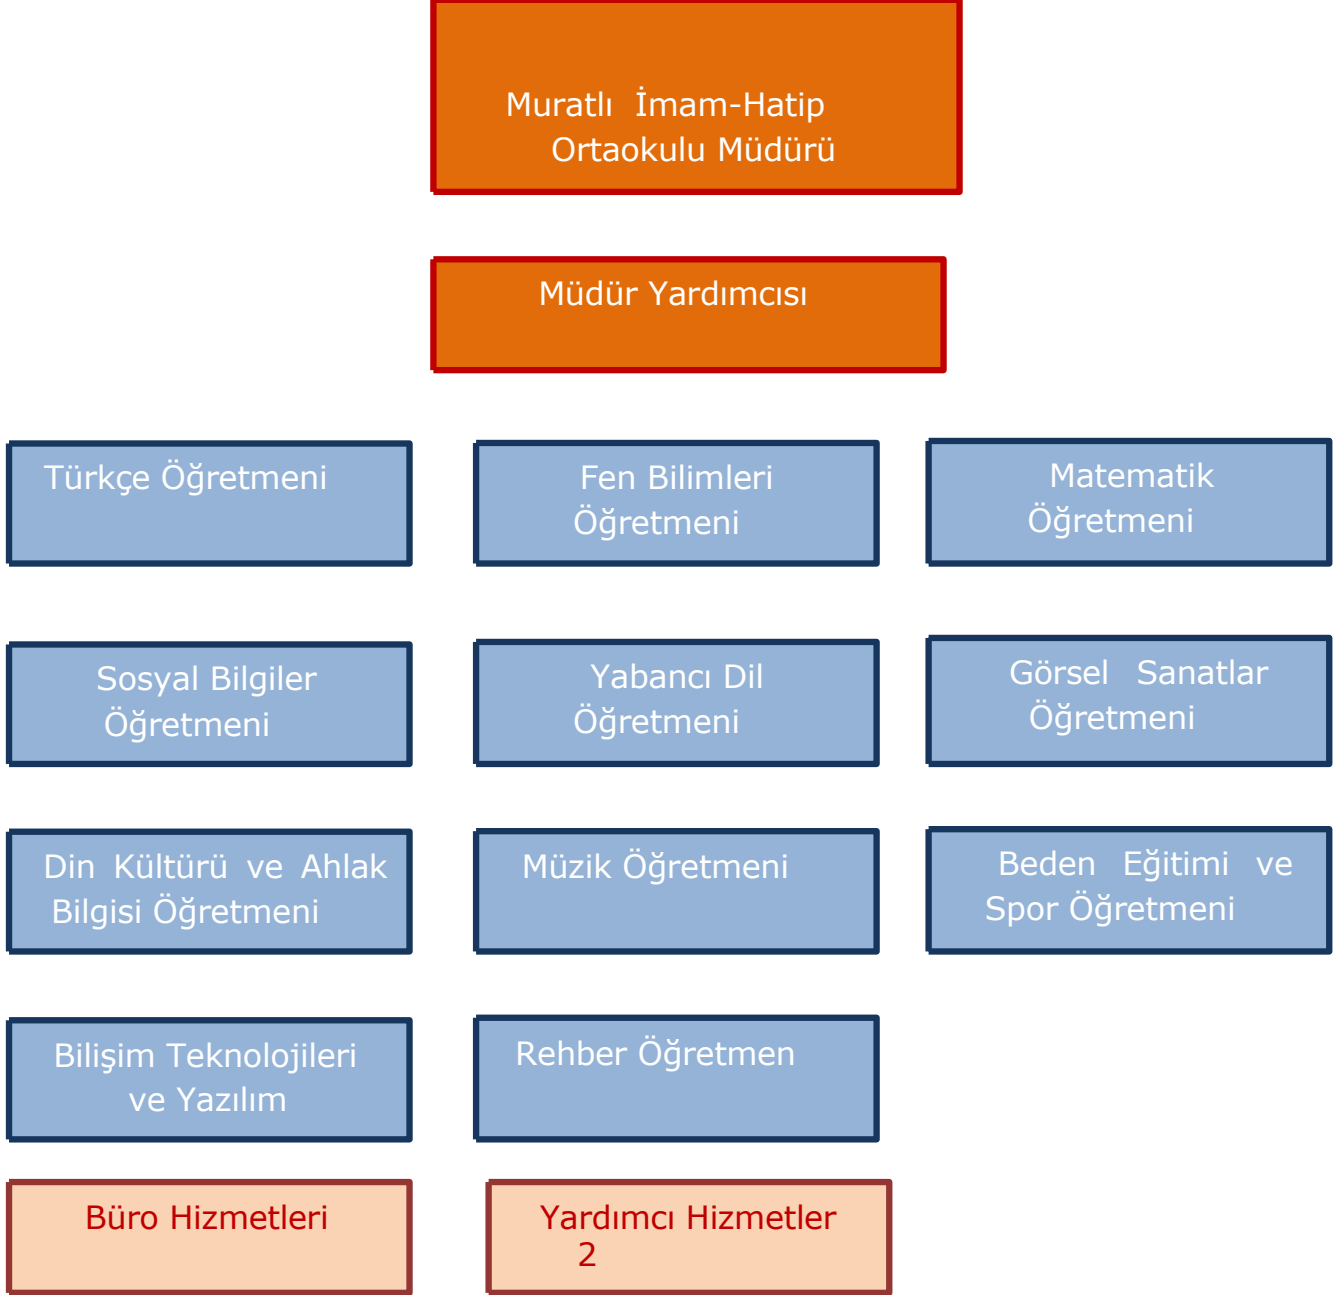 Muratlı İmam-Hatip
Ortaokulu Müdürü
Müdür Yardımcısı
Türkçe Öğretmeni
Fen Bilimleri
Öğretmeni
Matematik
Öğretmeni
Sosyal Bilgiler
Öğretmeni
Yabancı Dil
Öğretmeni
Görsel Sanatlar
Öğretmeni
Din Kültürü ve Ahlak
Bilgisi Öğretmeni
Müzik Öğretmeni
Beden Eğitimi ve
Spor Öğretmeni
Bilişim Teknolojileri
ve Yazılım
Rehber Öğretmen
Büro Hizmetleri
Yardımcı Hizmetler
2